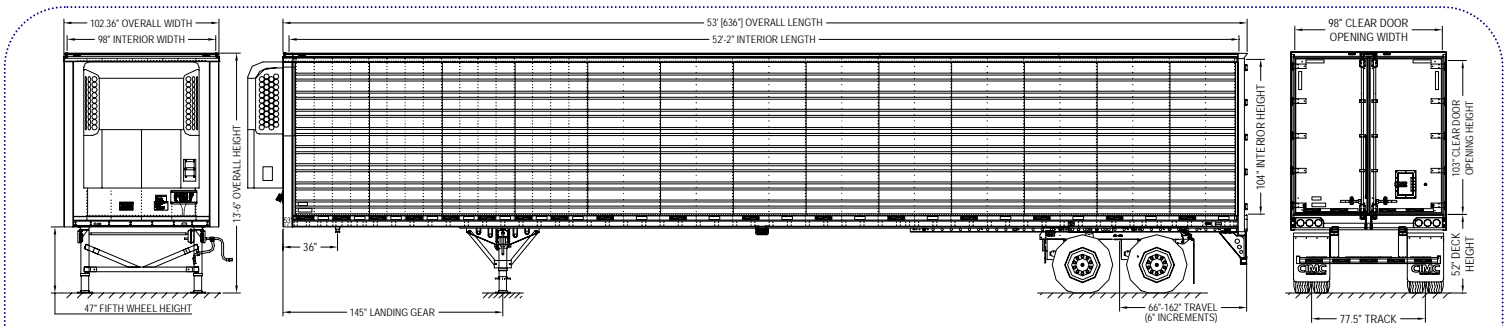 102.36" OVERALL WIDTH
98" INTERIOR WIDTH
13'-6" OVERALL HEIGHT
47" FIFTH WHEEL HEIGHT
53' [636"] OVERALL LENGTH
52'-2" INTERIOR LENGTH
104" INTERIOR HEIGHT
53'
36"
145" LANDING GEAR
66"-162" TRAVEL
(6" INCREMENTS)
98" CLEAR DOOR
OPENING WIDTH
103" CLEAR DOOR
OPENING HEIGHT
52" DECK
HEIGHT
CIMC CIMC
77.5" TRACK